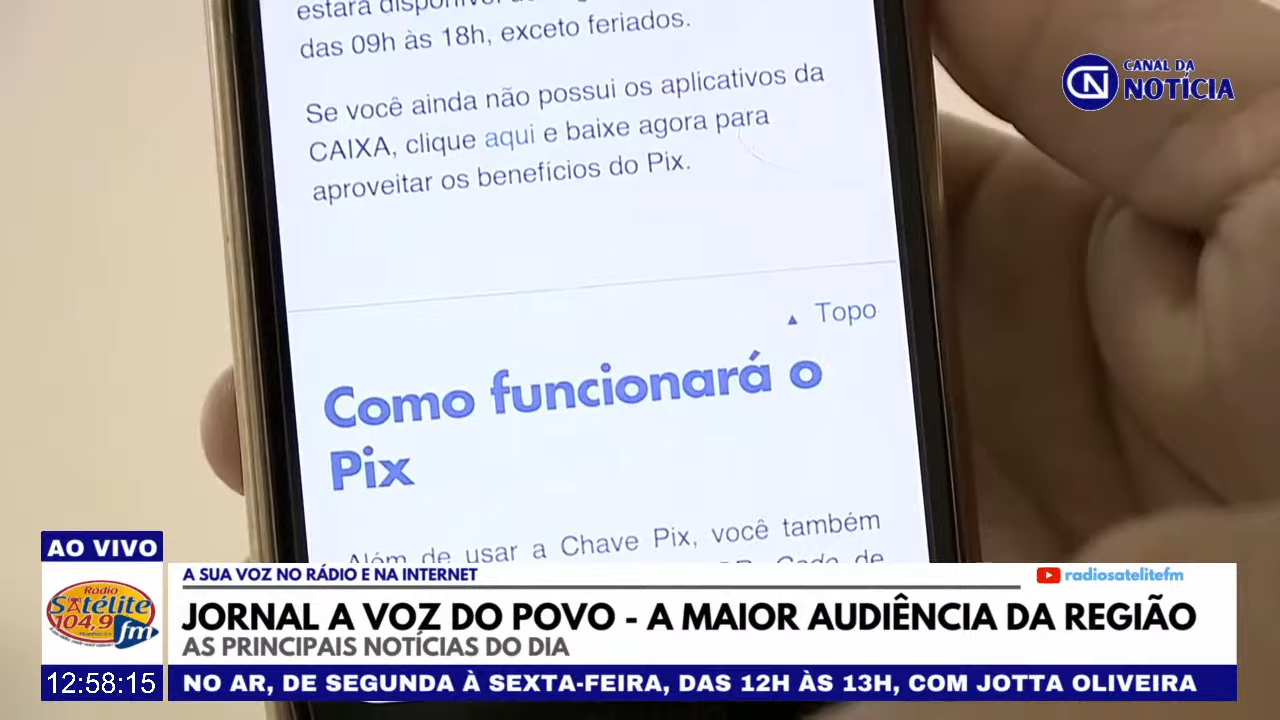 das 09h às 18h, exceto feriados.
Se você ainda não possui os aplicativos da
CAIXA, clique aqui e baixe agora para
aproveitar os benefícios do Pix.
▲ Topo
Como funcionará o
Pix
Além de usar a Chave Pix, você também
CANAL DA
CN NOTÍCIA
AO VIVO
A SUA VOZ NO RÁDIO E NA INTERNET
radiosatelitefm
Rádio
Satélite
104,9
fm
JORNAL A VOZ DO POVO - A MAIOR AUDIÊNCIA DA REGIÃO
AS PRINCIPAIS NOTÍCIAS DO DIA
12:58:15
NO AR, DE SEGUNDA À SEXTA-FEIRA, DAS 12H ÀS 13H, COM JOTTA OLIVEIRA